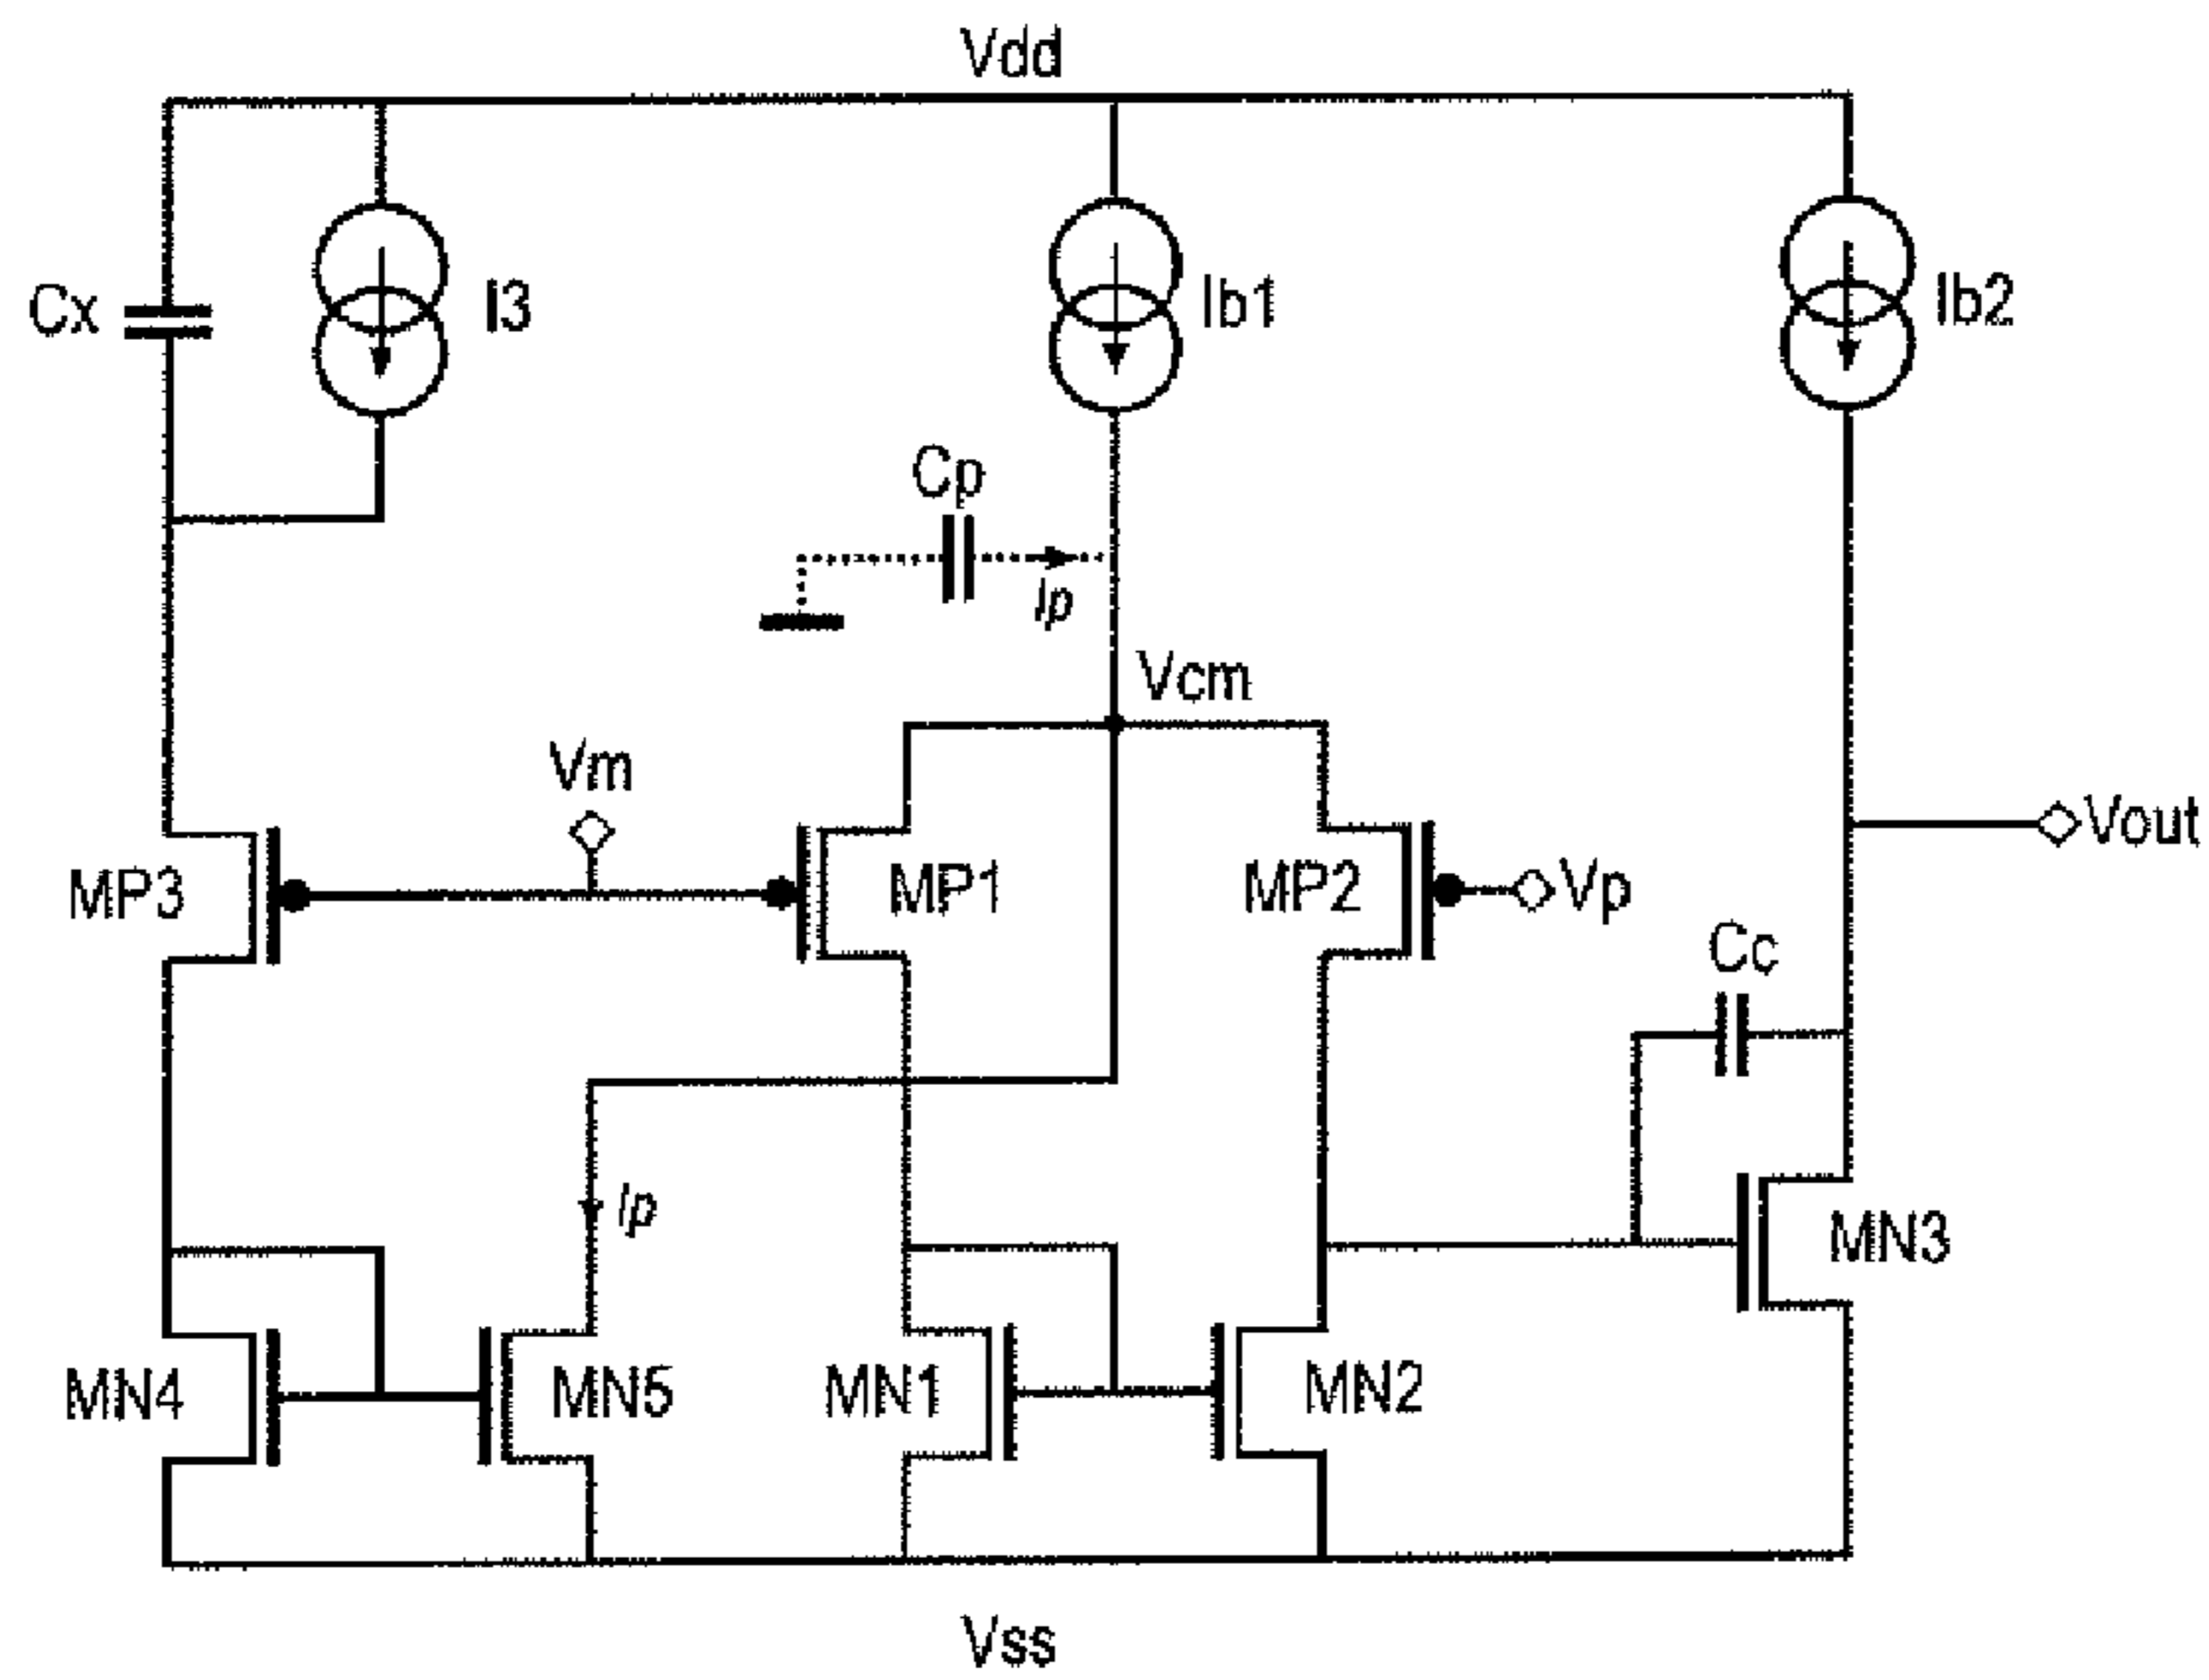 Vdd
Cx
I3
Ib1
Ib2
Cp
Ip
Vcm
Vm
Vout
MP3
MP1
MP2
Vp
Cc
Ip
MN3
MN4
MN5
MN1
MN2
Vss